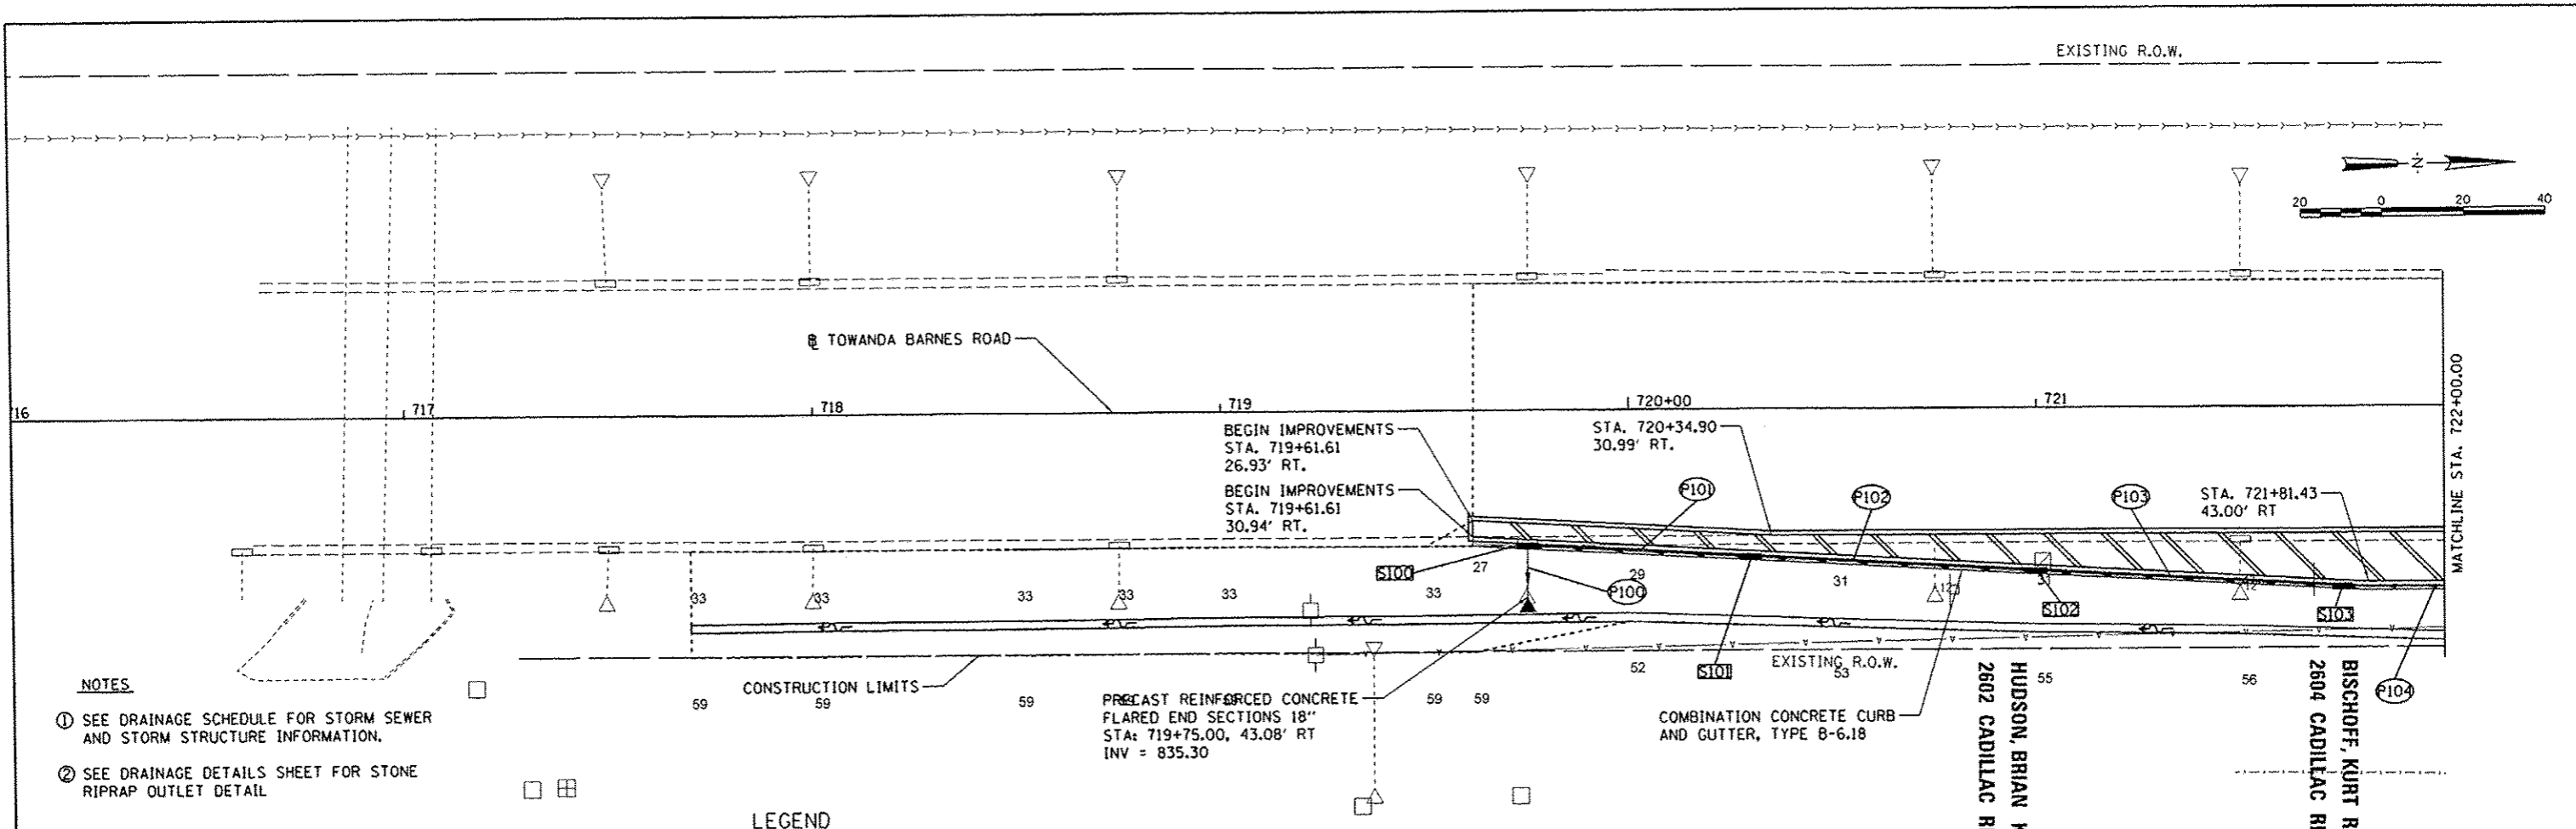 EXISTING R.O.W.
Z
20 0 20 40
℄ TOWANDA BARNES ROAD
16
717
718
719
720+00
721
MATCHLINE STA. 722+00.00
BEGIN IMPROVEMENTS
STA. 719+61.61
26.93' RT.
BEGIN IMPROVEMENTS
STA. 719+61.61
30.94' RT.
STA. 720+34.90
30.99' RT.
P101
P102
P103
STA. 721+81.43
43.00' RT
S100
P100
S101
S102
S103
P104
27
29
31
12
12
33
33
33
33
33
33
52
53
55
56
59
59
59
59
59
59
EXISTING R.O.W.
CONSTRUCTION LIMITS
PRECAST REINFORCED CONCRETE
FLARED END SECTIONS 18"
STA: 719+75.00, 43.08' RT
INV = 835.30
COMBINATION CONCRETE CURB
AND GUTTER, TYPE B-6.18
HUDSON, BRIAN
2602 CADILLAC
BISCHOFF, KURT R
2604 CADILLAC
NOTES
① SEE DRAINAGE SCHEDULE FOR STORM SEWER
AND STORM STRUCTURE INFORMATION.
② SEE DRAINAGE DETAILS SHEET FOR STONE
RIPRAP OUTLET DETAIL
LEGEND